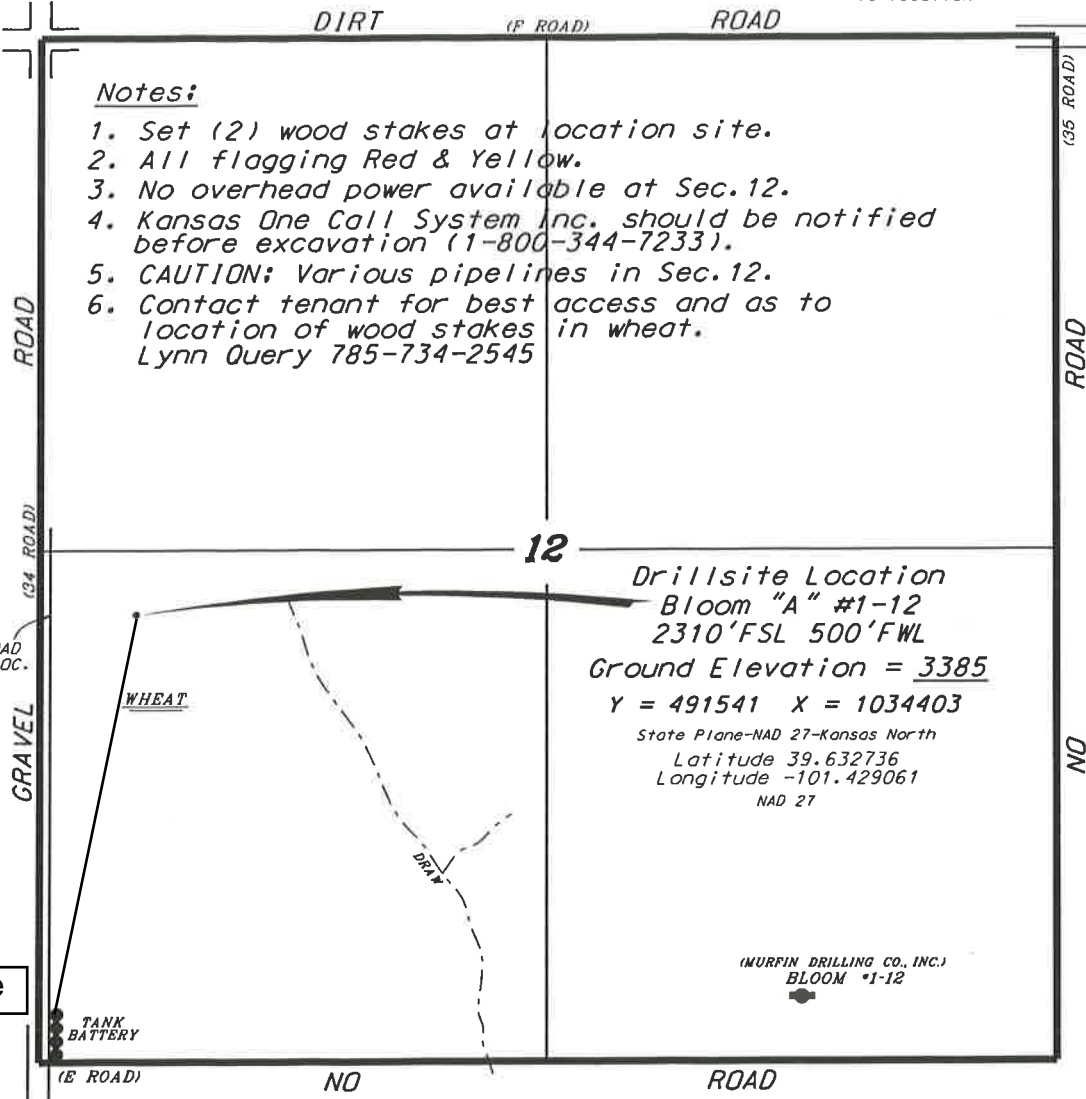 DIRT (F ROAD) ROAD
(35 ROAD)
Notes:
1. Set (2) wood stakes at location site.
2. All flagging Red & Yellow.
3. No overhead power available at Sec.12.
4. Kansas One Call System Inc. should be notified
before excavation (1-800-344-7233).
5. CAUTION: Various pipelines in Sec.12.
6. Contact tenant for best access and as to
location of wood stakes in wheat.
Lynn Query 785-734-2545
ROAD
ROAD
(34 ROAD)
12
Drillsite Location
Bloom "A" #1-12
2310'FSL 500'FWL
Ground Elevation = 3385
Y = 491541 X = 1034403
State Plane-NAD 27-Kansas North
Latitude 39.632736
Longitude -101.429061
NAD 27
WHEAT
GRAVEL
NO
DRAW
(MURFIN DRILLING CO., INC.)
BLOOM #1-12
TANK
BATTERY
(E ROAD) NO ROAD